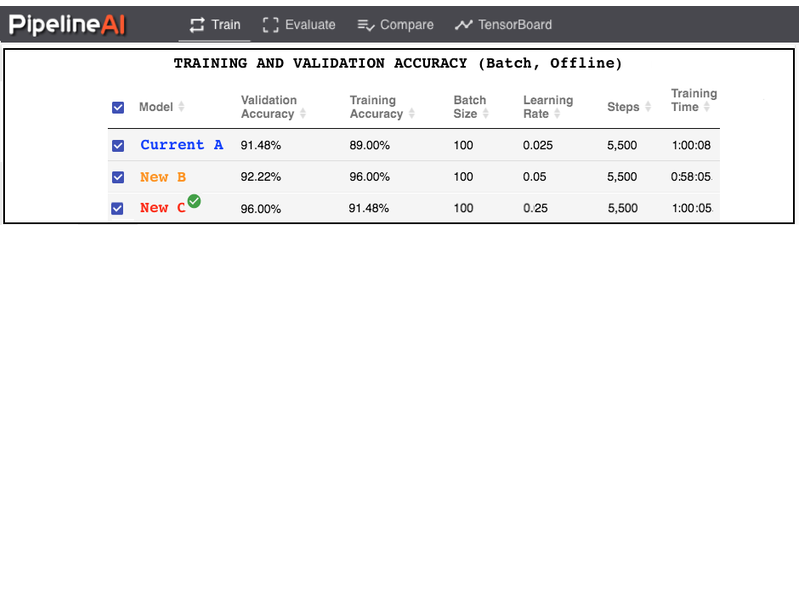 PipelineAI Train Evaluate Compare TensorBoard
TRAINING AND VALIDATION ACCURACY (Batch, Offline)
Model Validation Accuracy Training Accuracy Batch Size Learning Rate Steps Training Time
Current A 91.48% 89.00% 100 0.025 5,500 1:00:08
New B 92.22% 96.00% 100 0.05 5,500 0:58:05
New C 96.00% 91.48% 100 0.25 5,500 1:00:05